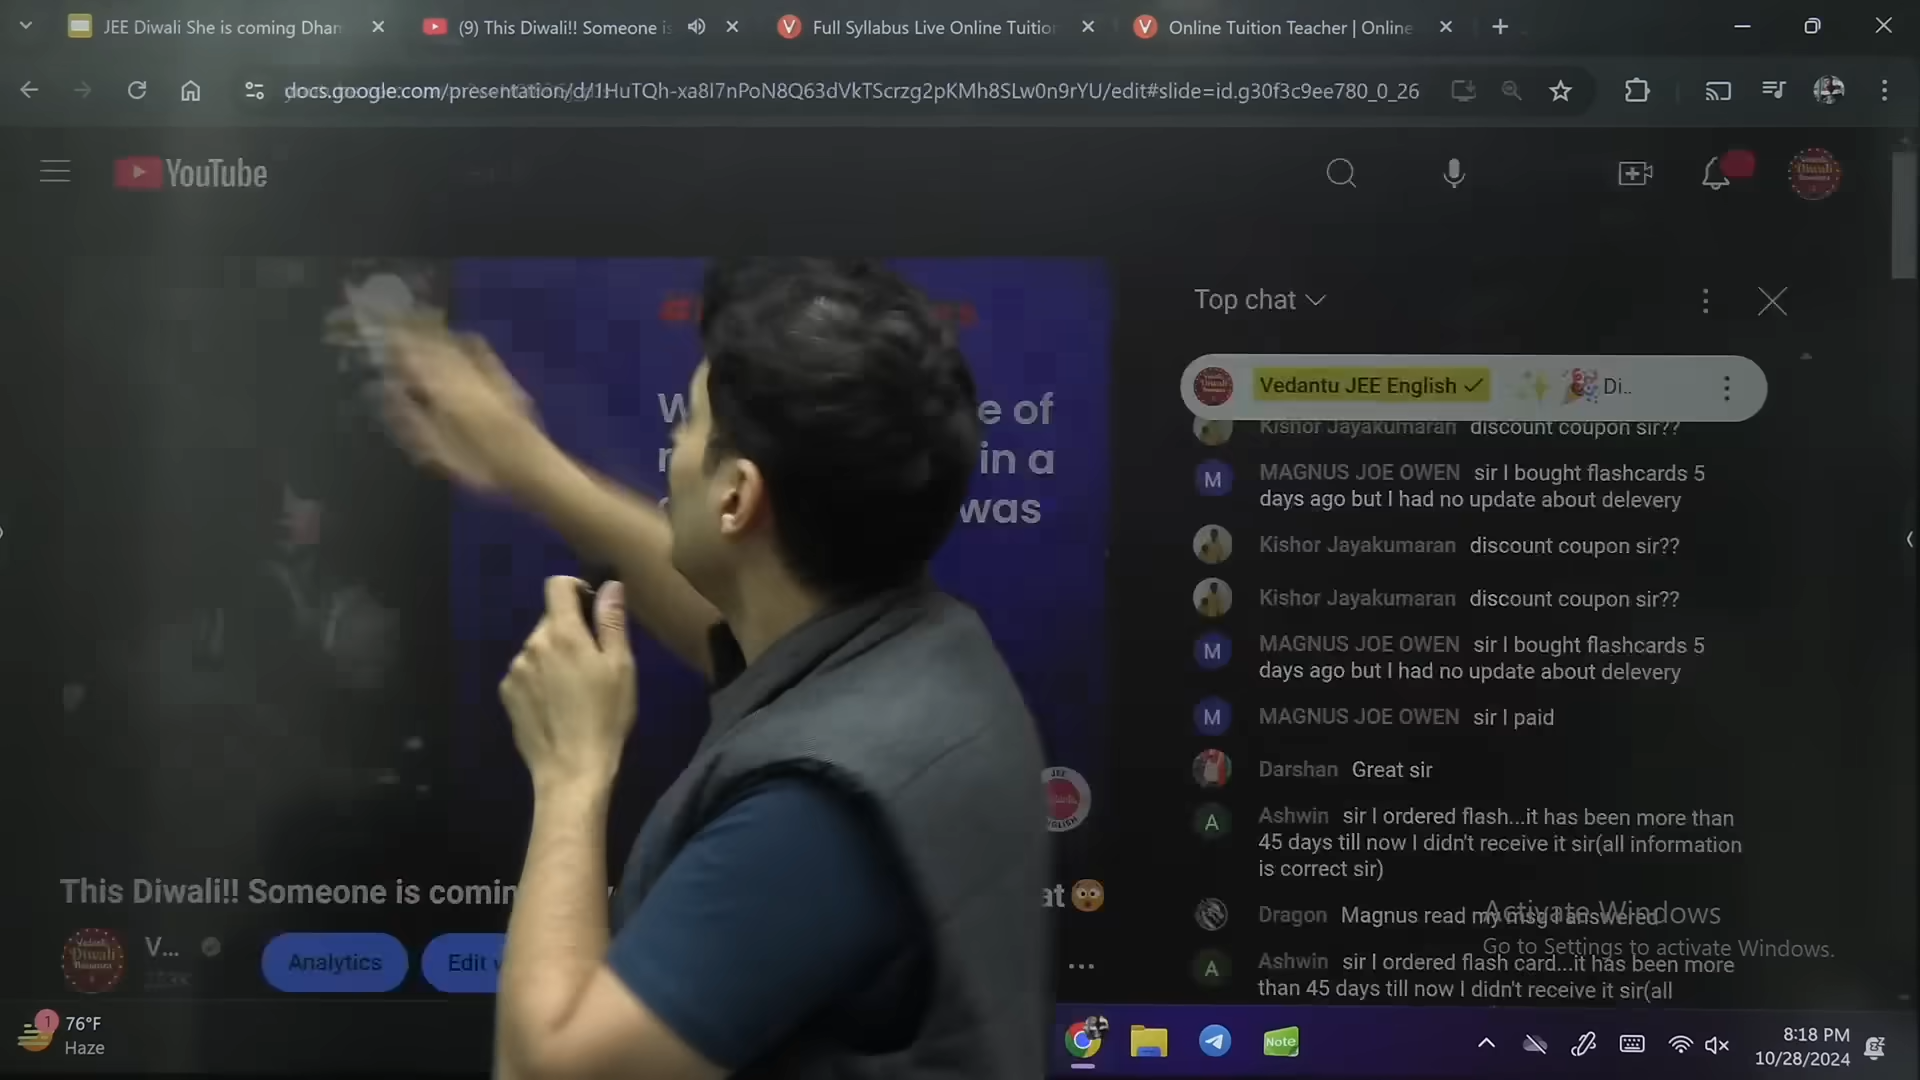 JEE Diwali She is coming Dhan
(9) This Diwali!! Someone is
Full Syllabus Live Online Tuition
Online Tuition Teacher | Online
docs.google.com/presentation/d/1HuTQh-xa8l7nPoN8Q63dVkTScrzg2pKMh8SLw0n9rYU/edit#slide=id.g30f3c9ee780_0_26
YouTube
e of
in a
was
Top chat
Vedantu JEE English ✓ Di..
Kishor Jayakumaran discount coupon sir??
MAGNUS JOE OWEN sir I bought flashcards 5
days ago but I had no update about delevery
Kishor Jayakumaran discount coupon sir??
Kishor Jayakumaran discount coupon sir??
MAGNUS JOE OWEN sir I bought flashcards 5
days ago but I had no update about delevery
MAGNUS JOE OWEN sir I paid
Darshan Great sir
Ashwin sir I ordered flash...it has been more than
45 days till now I didn't receive it sir(all information
is correct sir)
Dragon Magnus read my msg I answered
Ashwin sir I ordered flash card...it has been more
than 45 days till now I didn't receive it sir(all
Activate Windows
Go to Settings to activate Windows.
This Diwali!! Someone is comin at
V...
Analytics
Edit v
76°F
Haze
Note
8:18 PM
10/28/2024